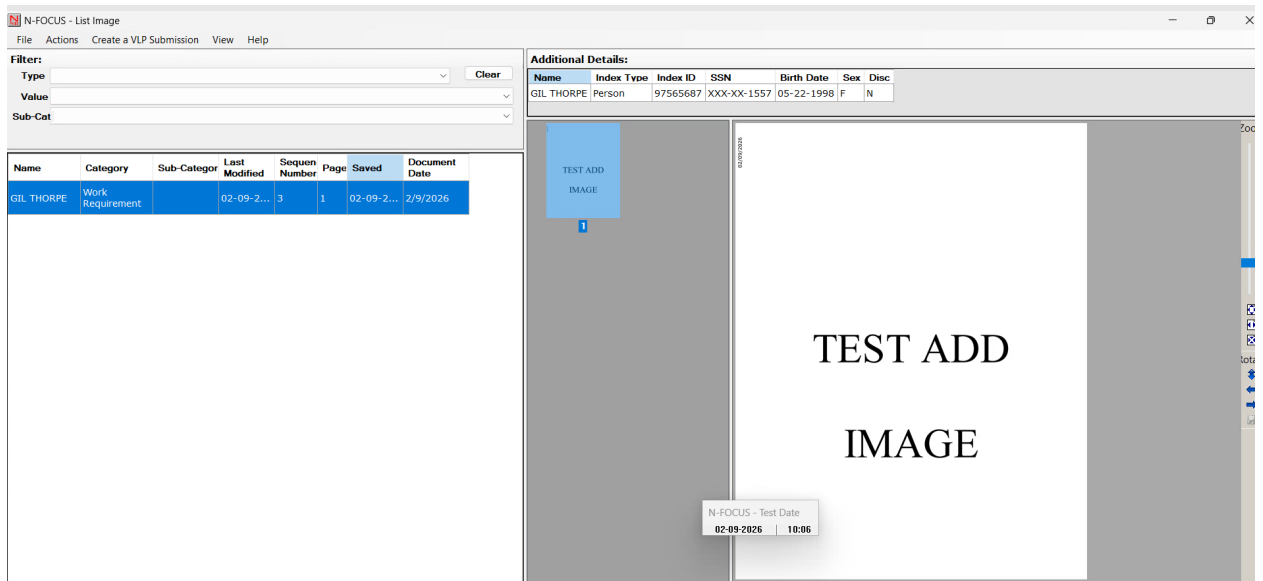 N-FOCUS - List Image
File Actions Create a VLP Submission View Help
Filter:
Type Clear
Value
Sub-Cat
Name Category Sub-Categor Last Modified Sequen Number Page Saved Document Date
GIL THORPE Work Requirement 02-09-2... 3 1 02-09-2... 2/9/2026
Additional Details:
Name Index Type Index ID SSN Birth Date Sex Disc
GIL THORPE Person 97565687 XXX-XX-1557 05-22-1998 F N
1
TEST ADD
IMAGE
1
02/09/2026
TEST ADD
IMAGE
Zoo
Rota
N-FOCUS - Test Date
02-09-2026 10:06